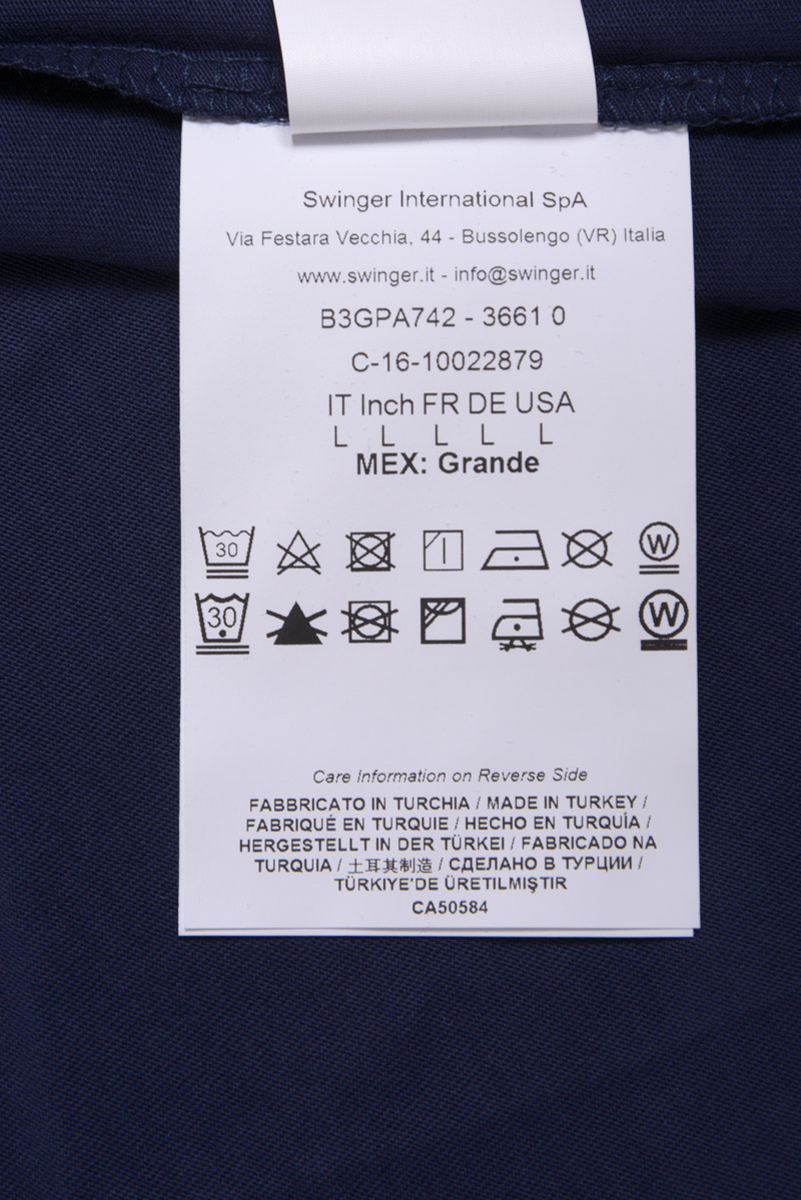 Swinger International SpA
Via Festara Vecchia, 44 - Bussolengo (VR) Italia
www.swinger.it - info@swinger.it
B3GPA742 - 3661 0
C-16-10022879
IT Inch FR DE USA
L L L L L
MEX: Grande
30 W
30 W
Care Information on Reverse Side
FABBRICATO IN TURCHIA / MADE IN TURKEY /
FABRIQUÉ EN TURQUIE / HECHO EN TURQUÍA /
HERGESTELLT IN DER TÜRKEI / FABRICADO NA
TURQUIA / 土耳其制造 / СДЕЛАНО В ТУРЦИИ /
TÜRKIYE'DE ÜRETILMIŞTIR
CA50584